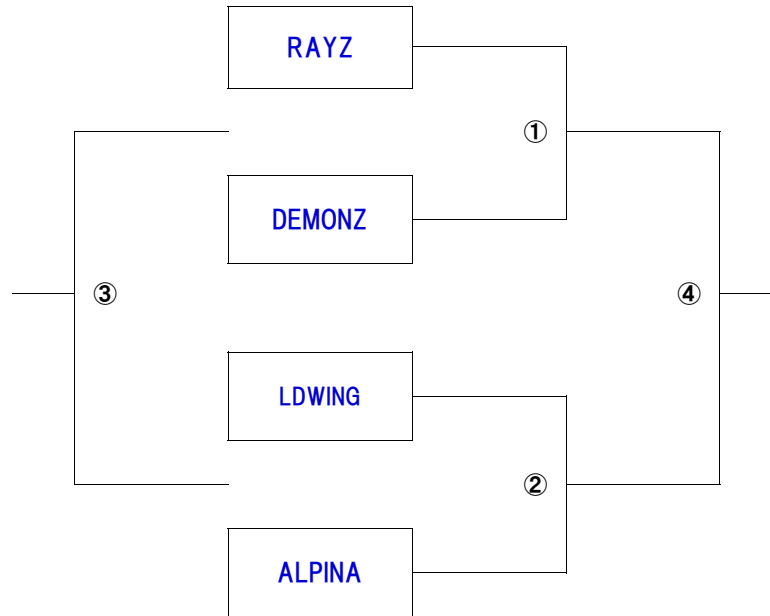 RAYZ
①
DEMONZ
③
④
LDWING
②
ALPINA